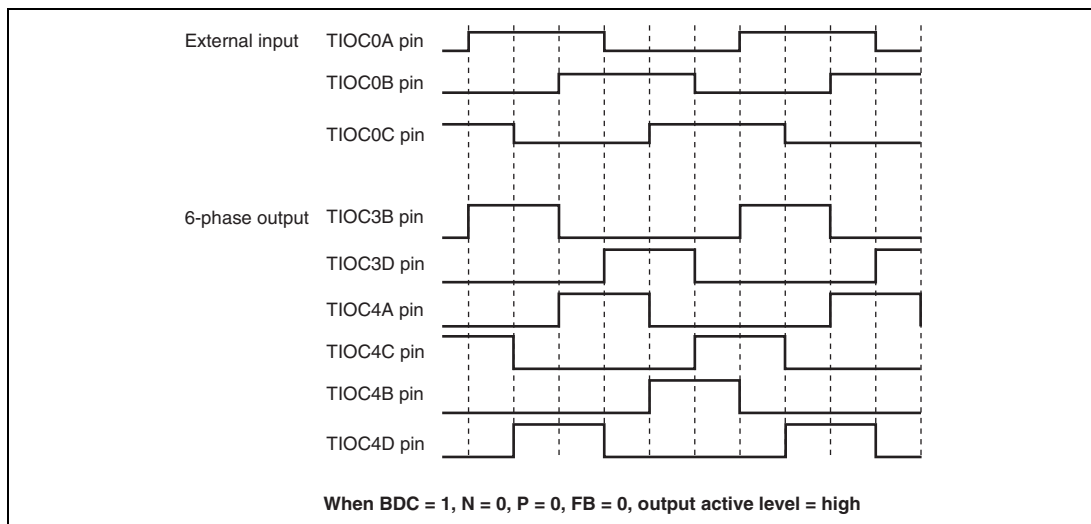 External input TIOC0A pin
TIOC0B pin
TIOC0C pin
6-phase output TIOC3B pin
TIOC3D pin
TIOC4A pin
TIOC4C pin
TIOC4B pin
TIOC4D pin
When BDC = 1, N = 0, P = 0, FB = 0, output active level = high